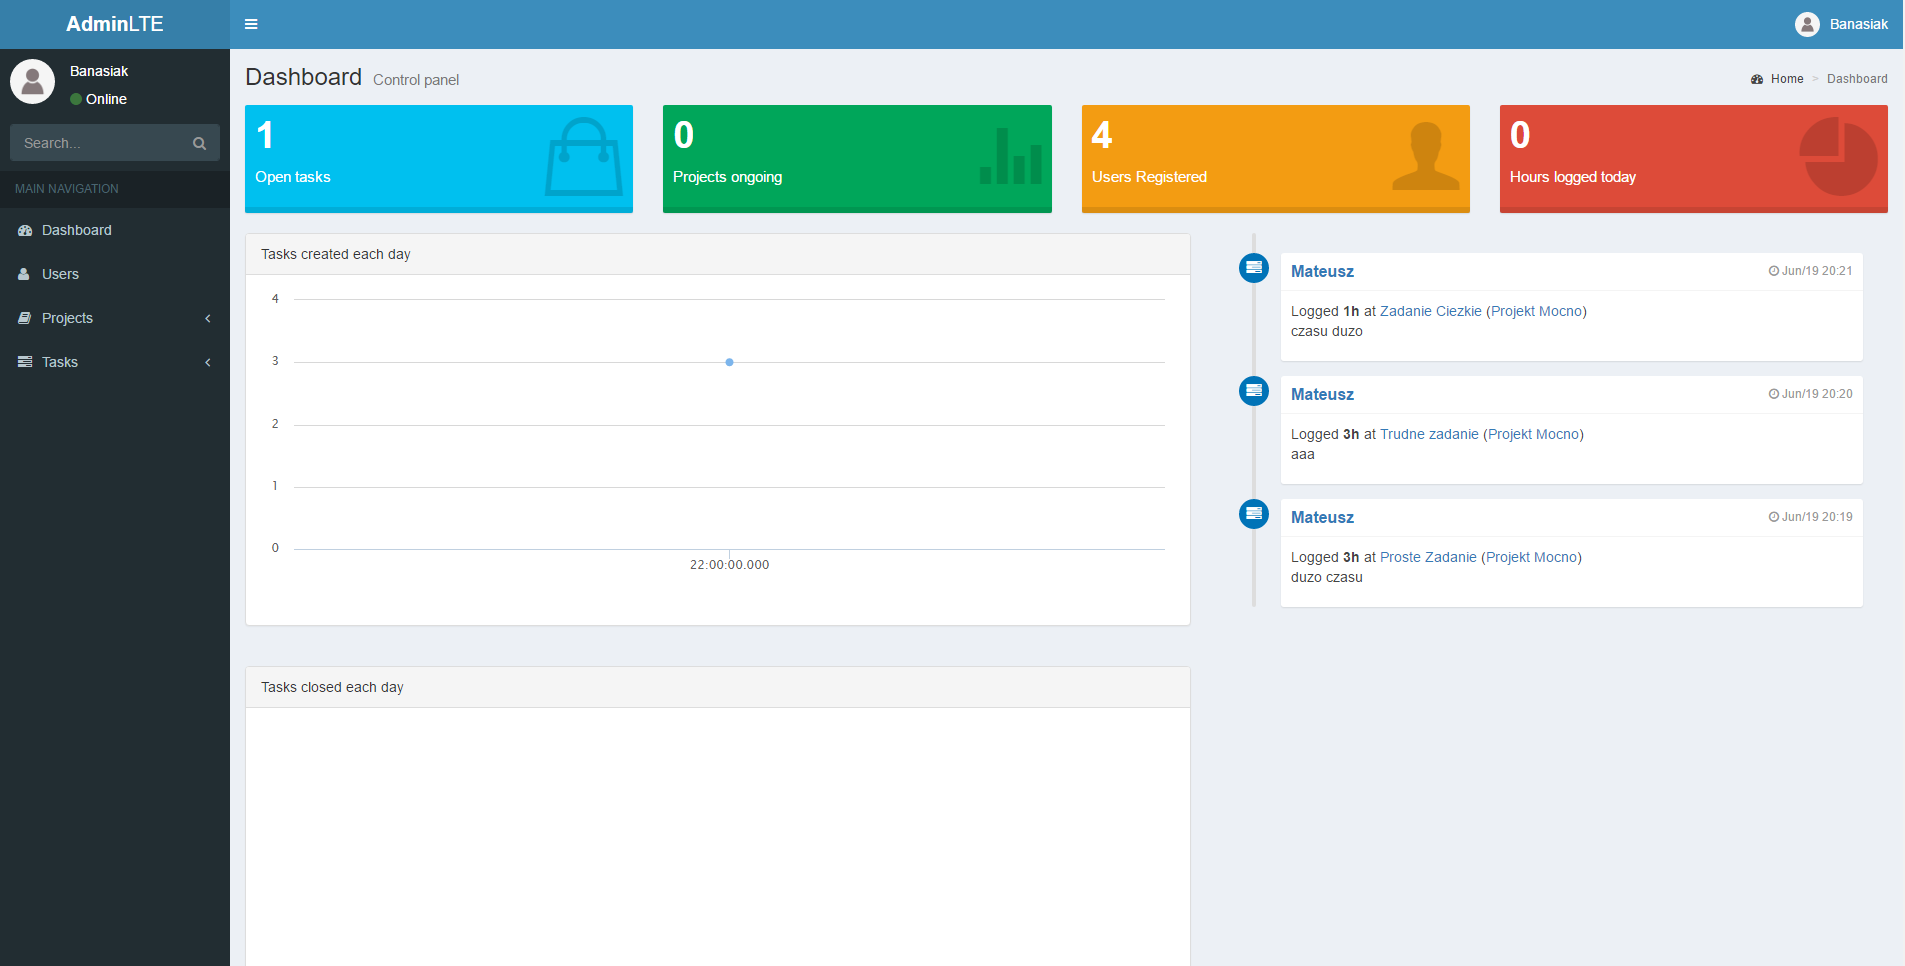 AdminLTE
Banasiak
Banasiak
Online
Search...
MAIN NAVIGATION
Dashboard
Users
Projects
Tasks
Dashboard Control panel
Home > Dashboard
1
Open tasks
0
Projects ongoing
4
Users Registered
0
Hours logged today
Tasks created each day
4
3
2
1
0
22:00:00.000
Tasks closed each day
Mateusz
Jun/19 20:21
Logged 1h at Zadanie Ciezkie (Projekt Mocno)
czasu duzo
Mateusz
Jun/19 20:20
Logged 3h at Trudne zadanie (Projekt Mocno)
aaa
Mateusz
Jun/19 20:19
Logged 3h at Proste Zadanie (Projekt Mocno)
duzo czasu